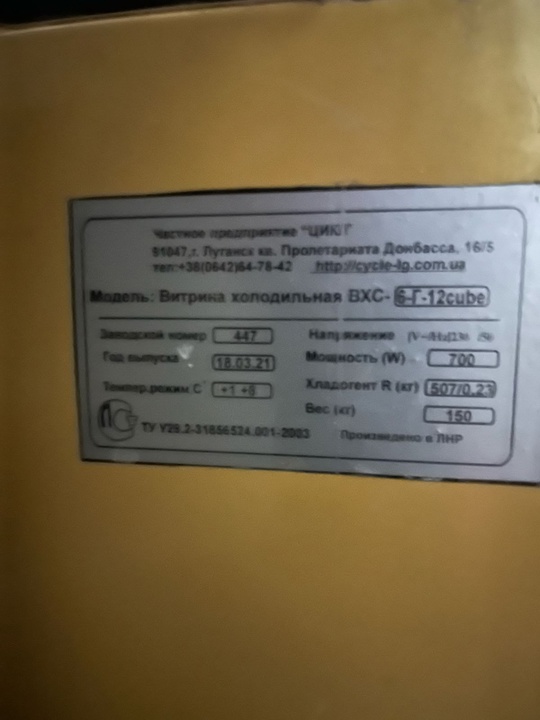 Частное предприятие "ЦИКЛ"
91047,г. Луганск кв. Пролетариата Донбасса, 16/5
тел:+38(0642)64-78-42 http://cycle-lg.com.ua
Модель: Витрина холодильная ВХС- 6-Г-12cube
Заводской номер 447
Напряжение
Год выпуска 18.03.21
Мощность (W) 700
Темпер.режим С° +1 +8
Хладогент R (кг) 507/0.23
Вес (кг) 150
ТУ У29.2-31856524.001-2003
Произведено в ЛНР